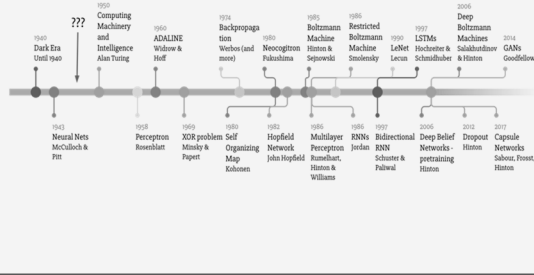 1940
Dark Era
Until 1940
???
1950
Computing
Machinery
and
Intelligence
Alan Turing
1960
ADALINE
Widrow &
Hoff
1974
Backpropaga
tion
Werbos (and
more)
1980
Neocogitron
Fukushima
1985
Boltzmann
Machine
Hinton &
Sejnowski
1986
Restricted
Boltzmann
Machine
Smolensky
1990
LeNet
Lecun
1997
LSTMs
Hochreiter &
Schmidhuber
2006
Deep
Boltzmann
Machines
Salakhutdinov
& Hinton
2014
GANs
Goodfellow
1943
Neural Nets
McCulloch &
Pitt
1958
Perceptron
Rosenblatt
1969
XOR problem
Minsky &
Papert
1980
Self
Organizing
Map
Kohonen
1982
Hopfield
Network
John Hopfield
1986
Multilayer
Perceptron
Rumelhart,
Hinton &
Williams
1986
RNNs
Jordan
1997
Bidirectional
RNN
Schuster &
Paliwal
2006
Deep Belief
Networks -
pretraining
Hinton
2012
Dropout
Hinton
2017
Capsule
Networks
Sabour, Frosst,
Hinton